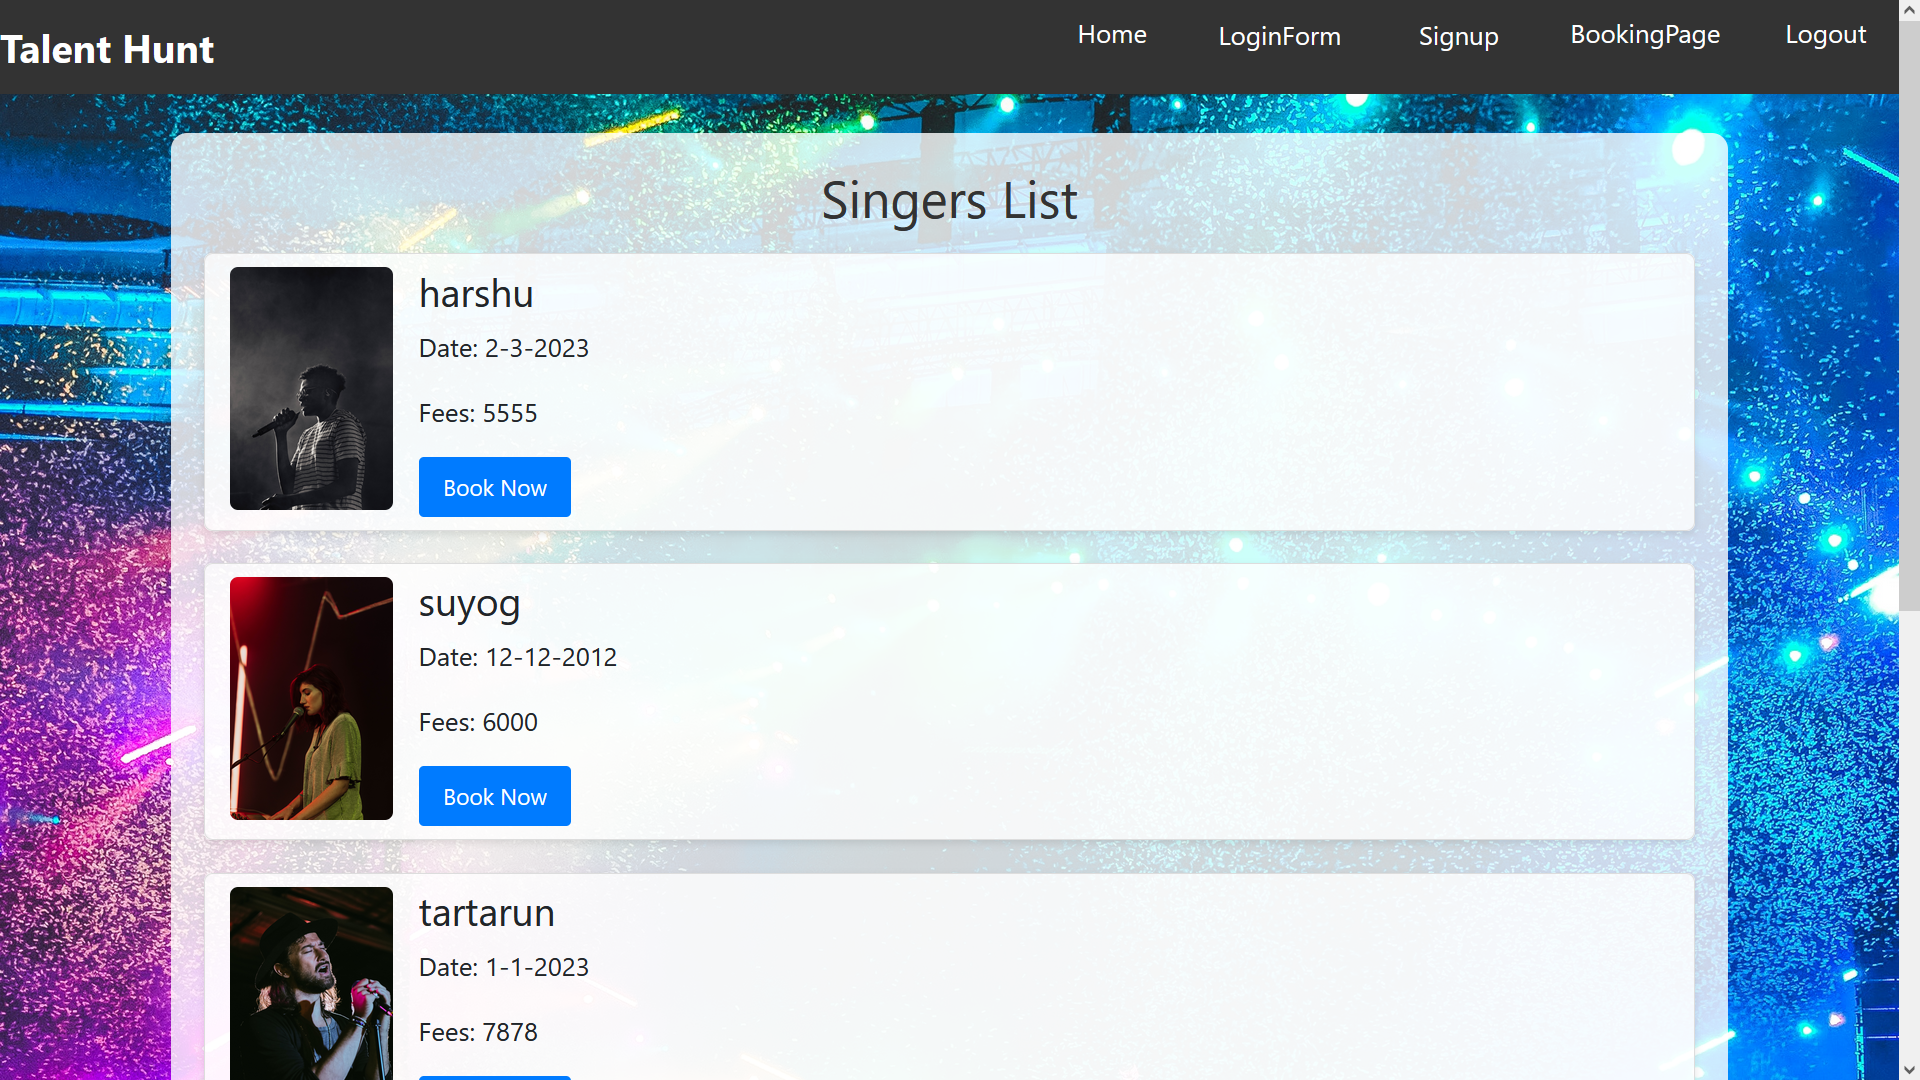 Talent Hunt
Home LoginForm Signup BookingPage Logout
Singers List
harshu
Date: 2-3-2023
Fees: 5555
Book Now
suyog
Date: 12-12-2012
Fees: 6000
Book Now
tartarun
Date: 1-1-2023
Fees: 7878